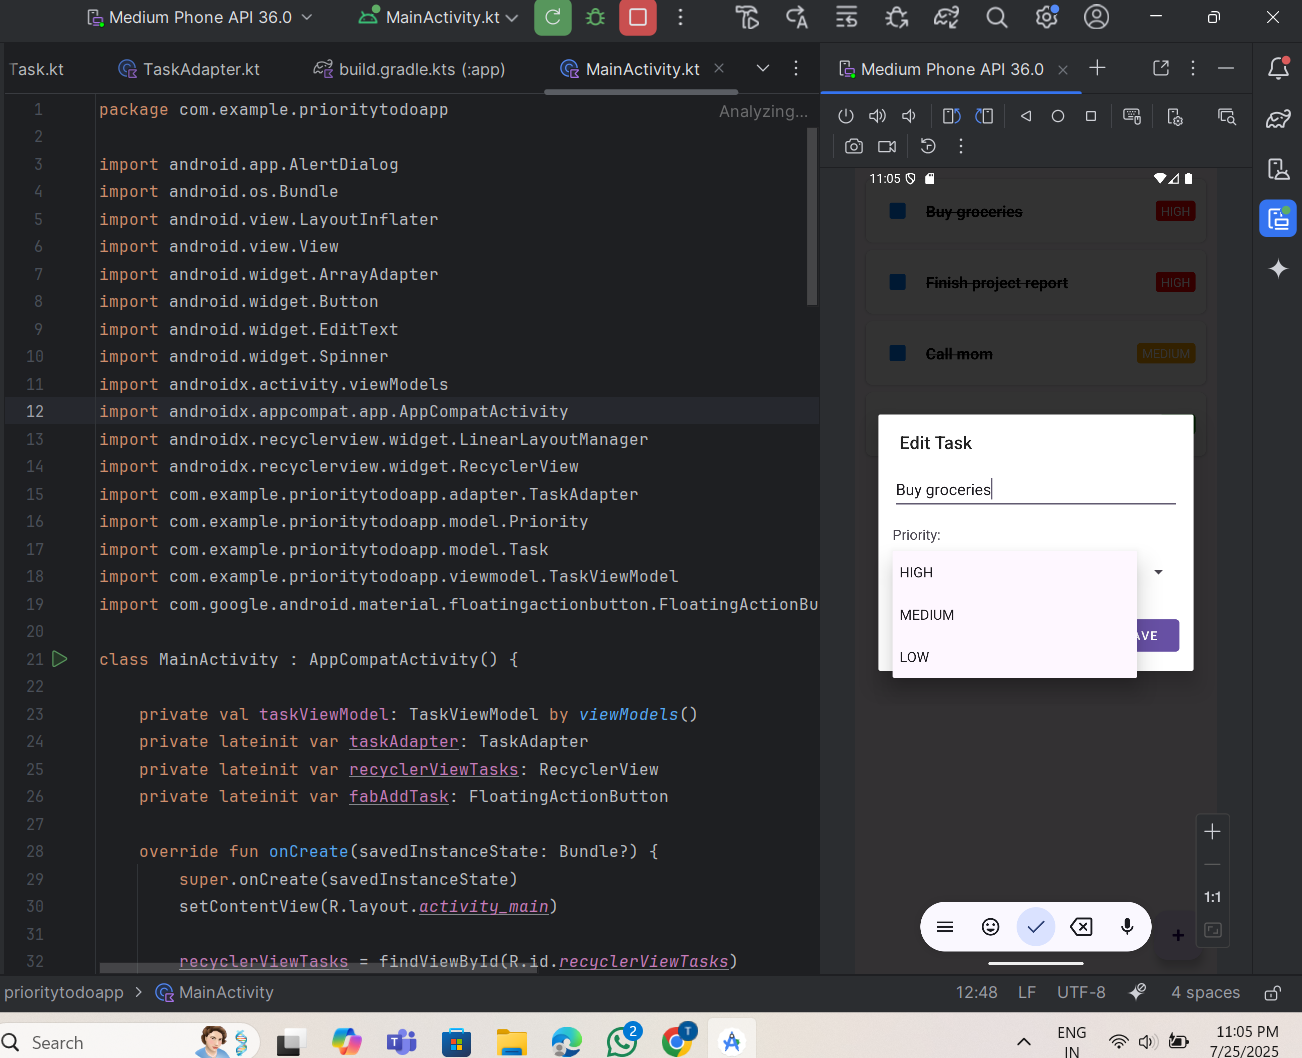 Medium Phone API 36.0
MainActivity.kt
Task.kt
TaskAdapter.kt
build.gradle.kts (:app)
MainActivity.kt
Medium Phone API 36.0
Analyzing...
1 package com.example.prioritytodoapp
2
3 import android.app.AlertDialog
4 import android.os.Bundle
5 import android.view.LayoutInflater
6 import android.view.View
7 import android.widget.ArrayAdapter
8 import android.widget.Button
9 import android.widget.EditText
10 import android.widget.Spinner
11 import androidx.activity.viewModels
12 import androidx.appcompat.app.AppCompatActivity
13 import androidx.recyclerview.widget.LinearLayoutManager
14 import androidx.recyclerview.widget.RecyclerView
15 import com.example.prioritytodoapp.adapter.TaskAdapter
16 import com.example.prioritytodoapp.model.Priority
17 import com.example.prioritytodoapp.model.Task
18 import com.example.prioritytodoapp.viewmodel.TaskViewModel
19 import com.google.android.material.floatingactionbutton.FloatingActionBu
20
21 class MainActivity : AppCompatActivity() {
22
23 private val taskViewModel: TaskViewModel by viewModels()
24 private lateinit var taskAdapter: TaskAdapter
25 private lateinit var recyclerViewTasks: RecyclerView
26 private lateinit var fabAddTask: FloatingActionButton
27
28 override fun onCreate(savedInstanceState: Bundle?) {
29 super.onCreate(savedInstanceState)
30 setContentView(R.layout.activity_main)
31
32 recyclerViewTasks = findViewById(R.id.recyclerViewTasks)
11:05
Buy groceries HIGH
Finish project report HIGH
Call mom MEDIUM
Edit Task
Buy groceries
Priority:
HIGH
MEDIUM
LOW
AVE
1:1
prioritytodoapp > MainActivity
12:48 LF UTF-8 4 spaces
Search
2
T
ENG
IN
11:05 PM
7/25/2025